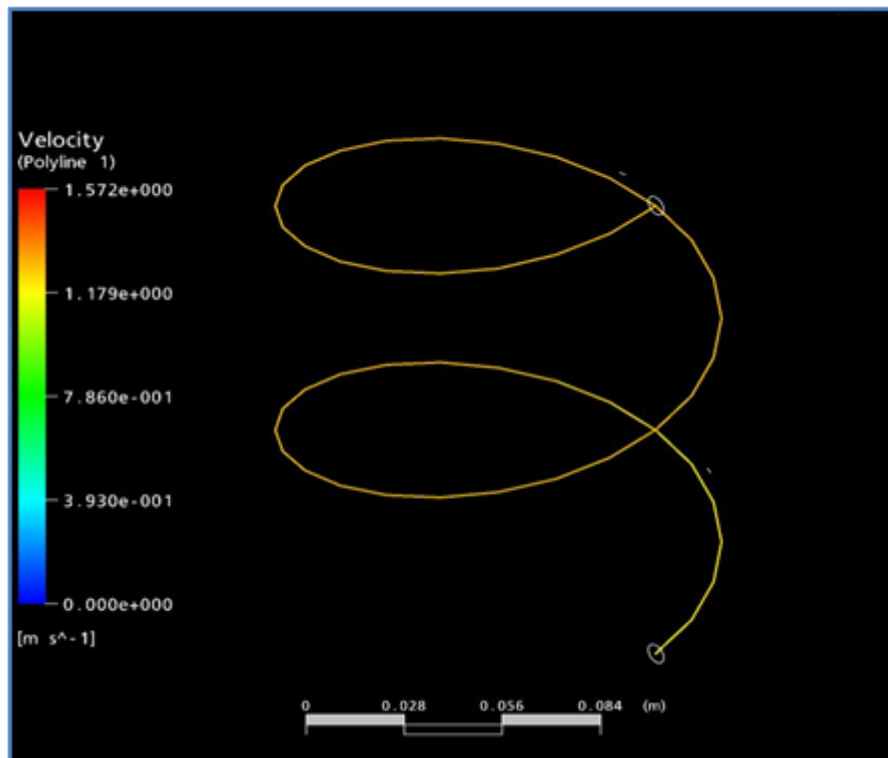 Velocity
(Polyline 1)
1.572e+000
1.179e+000
7.860e-001
3.930e-001
0.000e+000
[m s^-1]
0 0.028 0.056 0.084 (m)